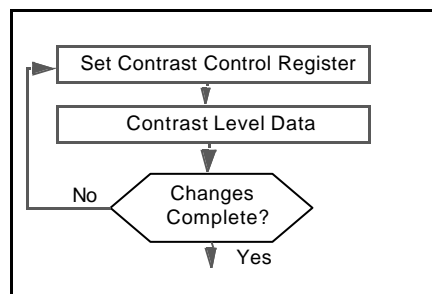 Set Contrast Control Register
Contrast Level Data
No
Changes
Complete?
Yes